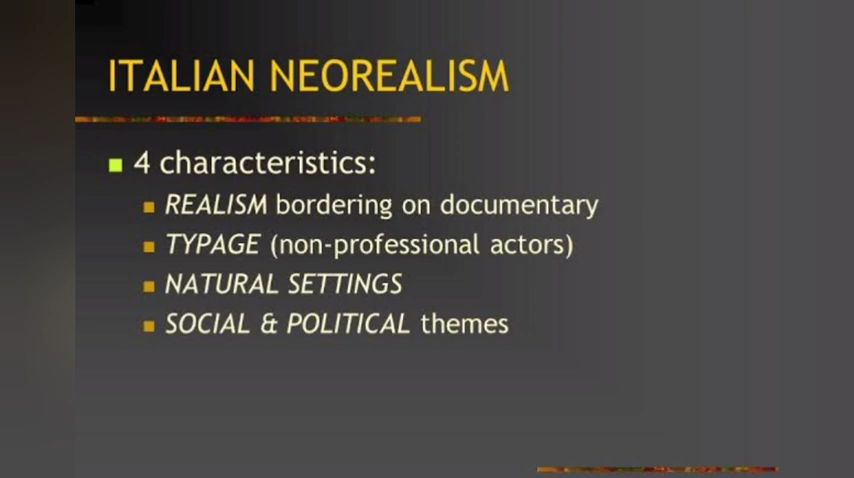 ITALIAN NEOREALISM
4 characteristics:
REALISM bordering on documentary
TYPAGE (non-professional actors)
NATURAL SETTINGS
SOCIAL & POLITICAL themes